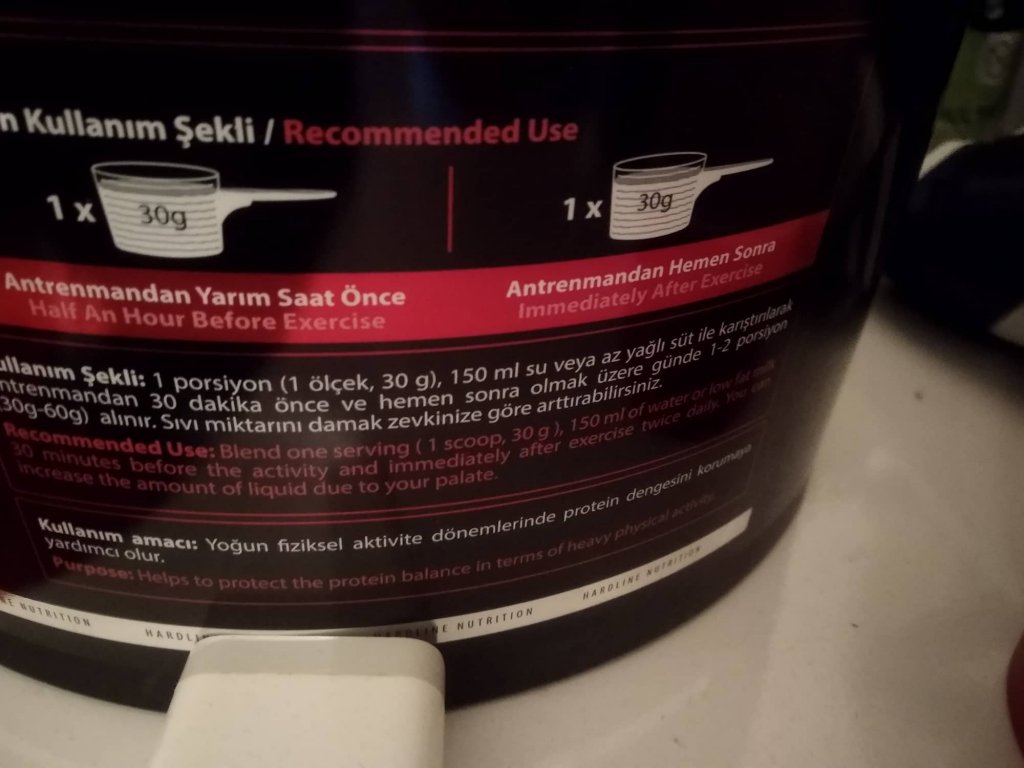 n Kullanım Şekli / Recommended Use
1 x 30g
1 x 30g
Antrenmandan Yarım Saat Önce
Half An Hour Before Exercise
Antrenmandan Hemen Sonra
Immediately After Exercise
ullanım Şekli: 1 porsiyon (1 ölçek, 30 g), 150 ml su veya az yağlı süt ile karıştırılarak
ntrenmandan 30 dakika önce ve hemen sonra olmak üzere günde 1-2 porsiyon
30g-60g) alınır. Sıvı miktarını damak zevkinize göre arttırabilirsiniz.
Recommended Use: Blend one serving ( 1 scoop, 30 g ), 150 ml of water or low fat milk
30 minutes before the activity and immediately after exercise twice daily. You can
increase the amount of liquid due to your palate.
Kullanım amacı: Yoğun fiziksel aktivite dönemlerinde protein dengesini korumaya
yardımcı olur.
Purpose: Helps to protect the protein balance in terms of heavy physical activity.
NE NUTRITION HARDLI HARDLINE NUTRITION HARDLINE NUTRITION